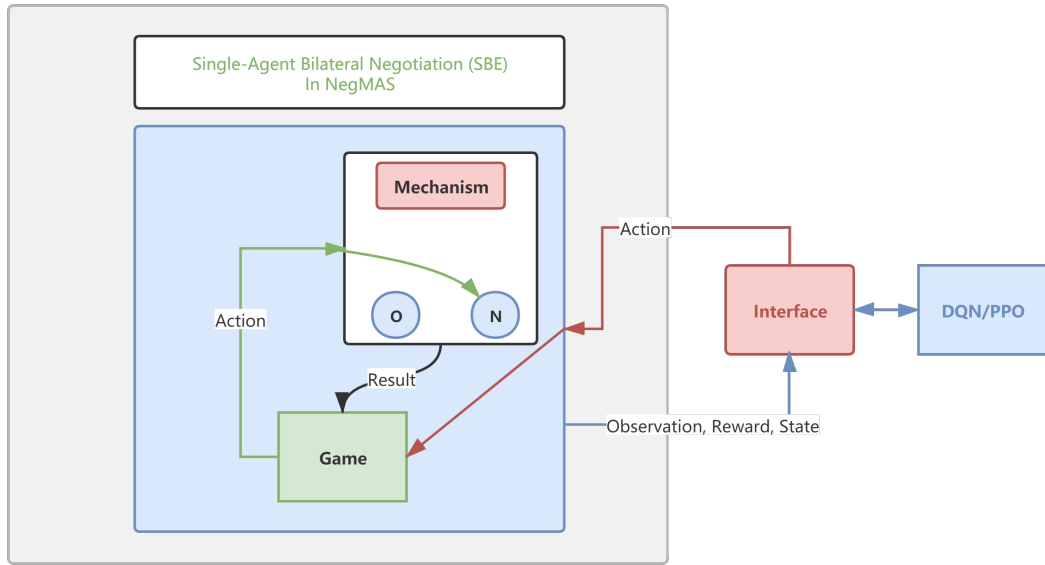 Single-Agent Bilateral Negotiation (SBE)
In NegMAS
Mechanism
Action
Action
O
N
Interface
DQN/PPO
Result
Observation, Reward, State
Game